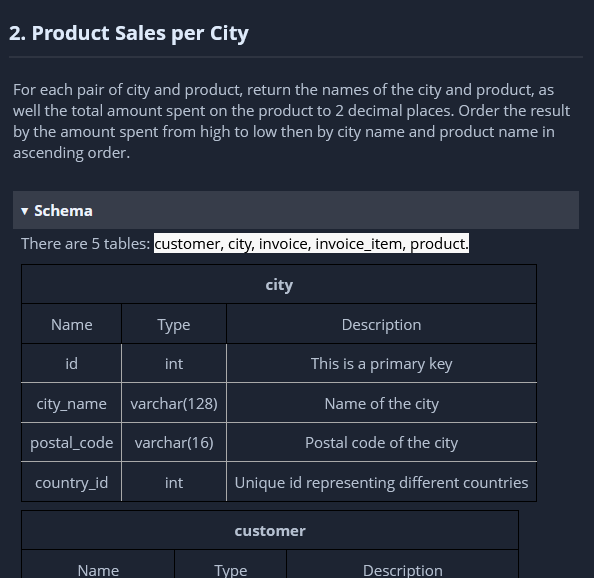 2. Product Sales per City
For each pair of city and product, return the names of the city and product, as
well the total amount spent on the product to 2 decimal places. Order the result
by the amount spent from high to low then by city name and product name in
ascending order.
▾ Schema
There are 5 tables: customer, city, invoice, invoice_item, product.
city
Name Type Description
id int This is a primary key
city_name varchar(128) Name of the city
postal_code varchar(16) Postal code of the city
country_id int Unique id representing different countries
customer
Name Type Description